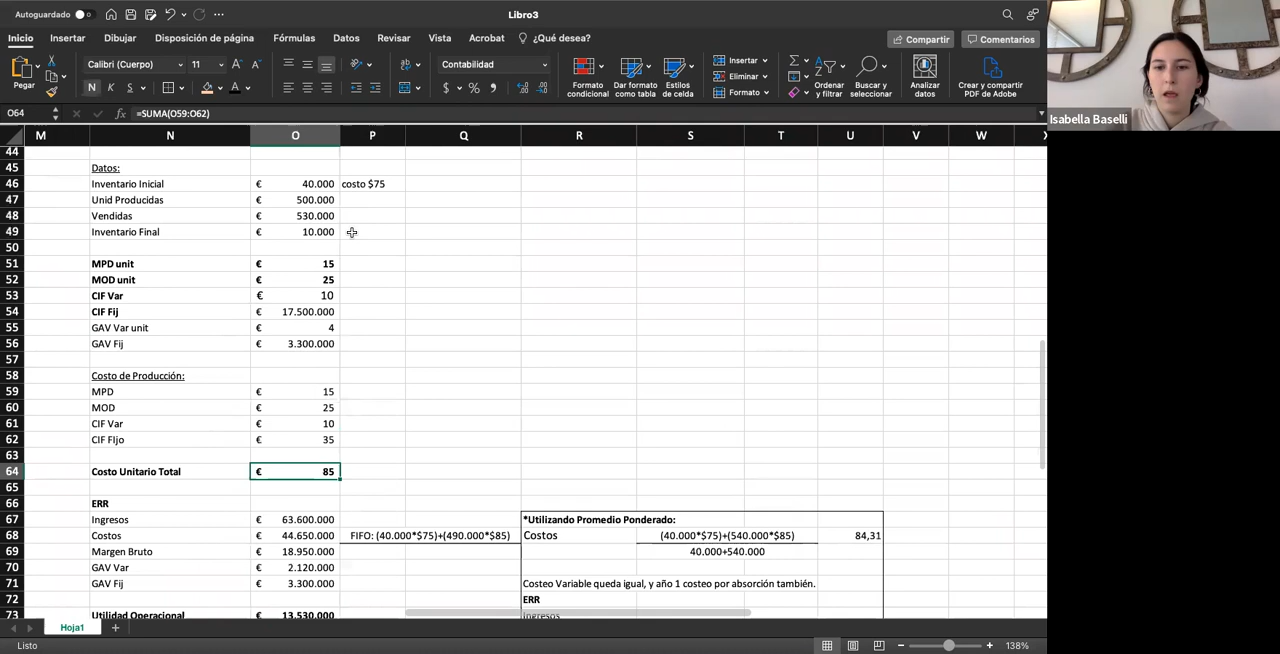 Autoguardado
Libro3
Inicio Insertar Dibujar Disposición de página Fórmulas Datos Revisar Vista Acrobat ¿Qué desea? Compartir Comentarios
Pegar
Calibri (Cuerpo) 11
N K S
Contabilidad
Formato condicional
Dar formato como tabla
Estilos de celda
Insertar
Eliminar
Formato
Ordenar y filtrar
Buscar y seleccionar
Analizar datos
Crear y compartir PDF de Adobe
Isabella Baselli
O64 fx =SUMA(O59:O62)
M N O P Q R S T U V W X
44
45 Datos:
46 Inventario Inicial € 40.000 costo $75
47 Unid Producidas € 500.000
48 Vendidas € 530.000
49 Inventario Final € 10.000
50
51 MPD unit € 15
52 MOD unit € 25
53 CIF Var € 10
54 CIF Fij € 17.500.000
55 GAV Var unit € 4
56 GAV Fij € 3.300.000
57
58 Costo de Producción:
59 MPD € 15
60 MOD € 25
61 CIF Var € 10
62 CIF FIjo € 35
63
64 Costo Unitario Total € 85
65
66 ERR
67 Ingresos € 63.600.000 *Utilizando Promedio Ponderado:
68 Costos € 44.650.000 FIFO: (40.000*$75)+(490.000*$85) Costos (40.000*$75)+(540.000*$85) 84,31
69 Margen Bruto € 18.950.000 40.000+540.000
70 GAV Var € 2.120.000
71 GAV Fij € 3.300.000 Costeo Variable queda igual, y año 1 costeo por absorción también.
72 ERR
73 Utilidad Operacional € 13.530.000 Ingresos
Hoja1
Listo 138%